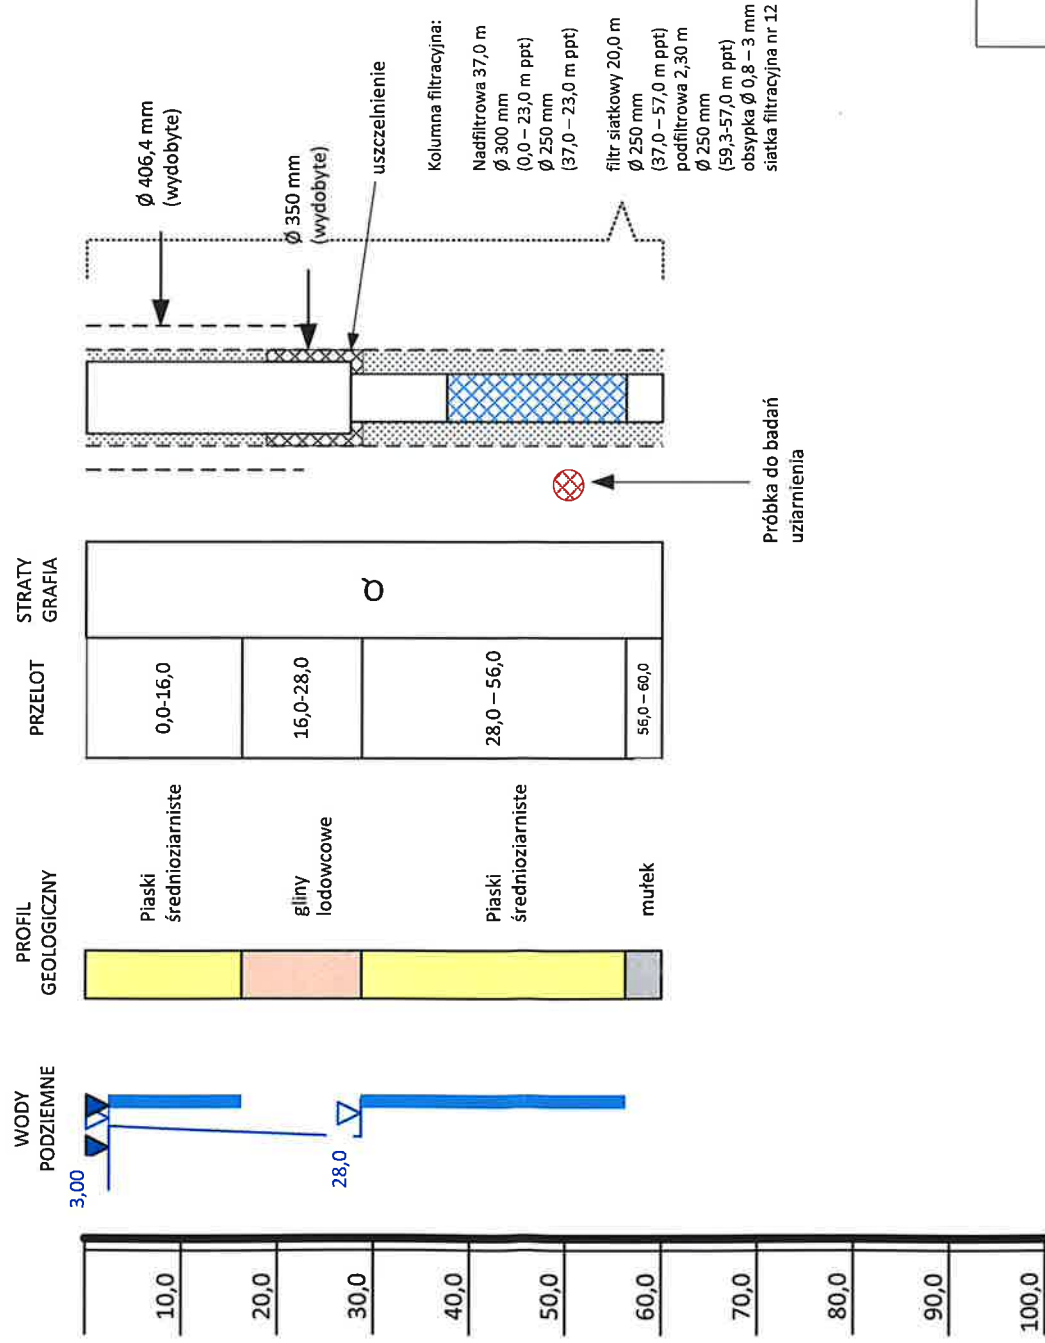 WODY
PODZIEMNE
PROFIL
GEOLOGICZNY
PRZELOT
STRATY
GRAFIA
3,00
28,0
10,0
20,0
30,0
40,0
50,0
60,0
70,0
80,0
90,0
100,0
Piaski
średnioziarniste
gliny
lodowcowe
Piaski
średnioziarniste
mułek
0,0-16,0
16,0-28,0
28,0 – 56,0
56,0 – 60,0
Q
Ø 406,4 mm
(wydobyte)
Ø 350 mm
(wydobyte)
uszczelnienie
Próbka do badań
uziarnienia
Kolumna filtracyjna:
Nadfiltrowa 37,0 m
Ø 300 mm
(0,0 – 23,0 m ppt)
Ø 250 mm
(37,0 – 23,0 m ppt)
filtr siatkowy 20,0 m
Ø 250 mm
(37,0 – 57,0 m ppt)
podfiltrowa 2,30 m
Ø 250 mm
(59,3-57,0 m ppt)
obsypka Ø 0,8 – 3 mm
siatka filtracyjna nr 12